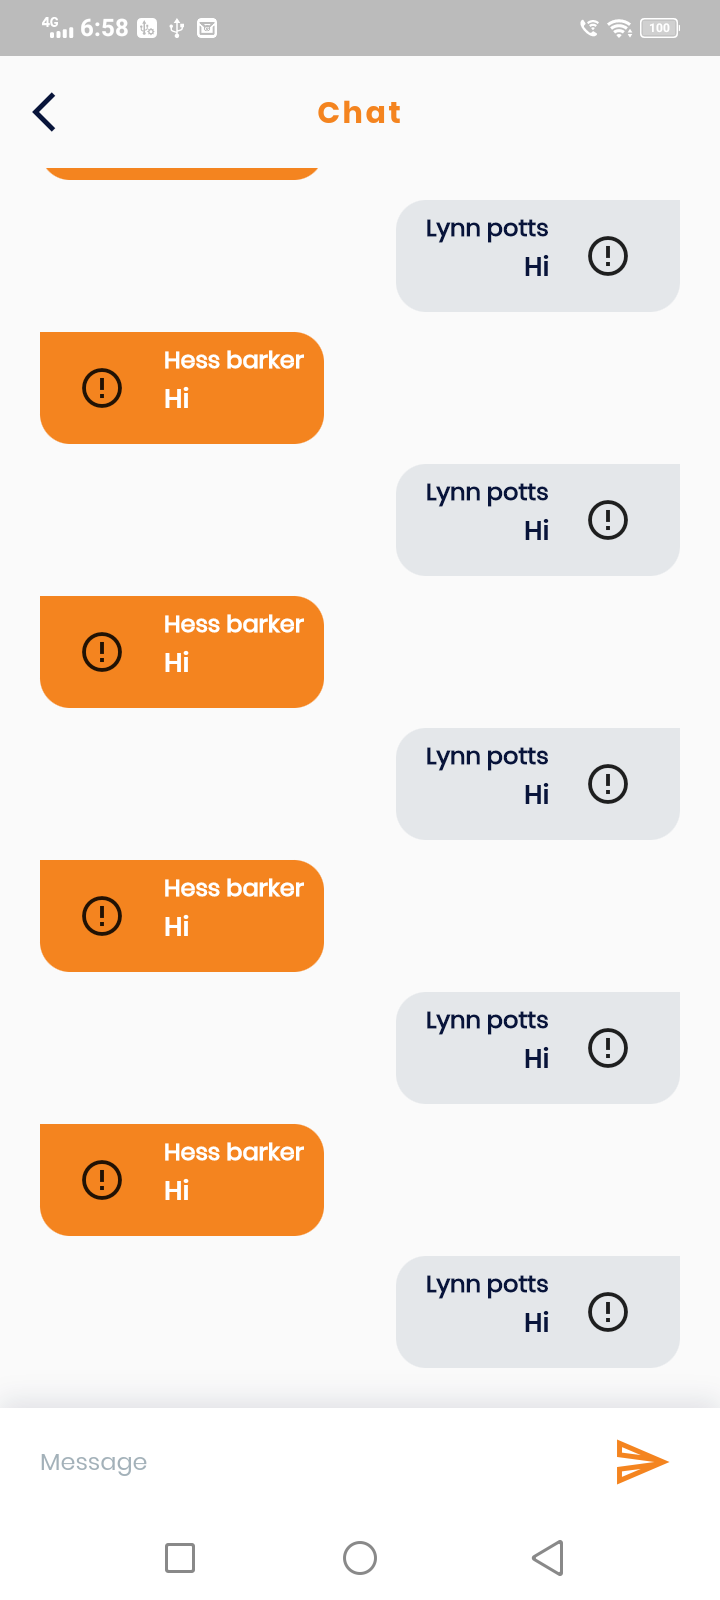 4G 6:58 100
Chat
Lynn potts
Hi
Hess barker
Hi
Lynn potts
Hi
Hess barker
Hi
Lynn potts
Hi
Hess barker
Hi
Lynn potts
Hi
Hess barker
Hi
Lynn potts
Hi
Message